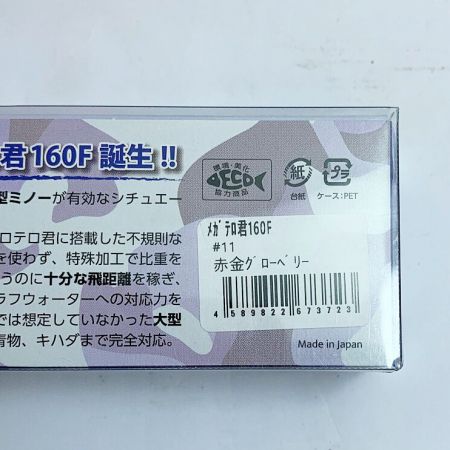 君160F 誕生!!
型ミノーが有効なシチュエー
ロテロ君に搭載した不規則な
を使わず、特殊加工で比重を
うのに十分な飛距離を稼ぎ、
ラフウォーターへの対応力を
では想定していなかった大型
青物、キハダまで完全対応。
環境・美化
ECO
協力商品
紙
台紙
プラ
ケース:PET
ﾒｶﾞﾃﾛ君160F
#11
赤金ｸﾞﾛｰﾍﾞﾘｰ
4 589822 673723
Made in Japan